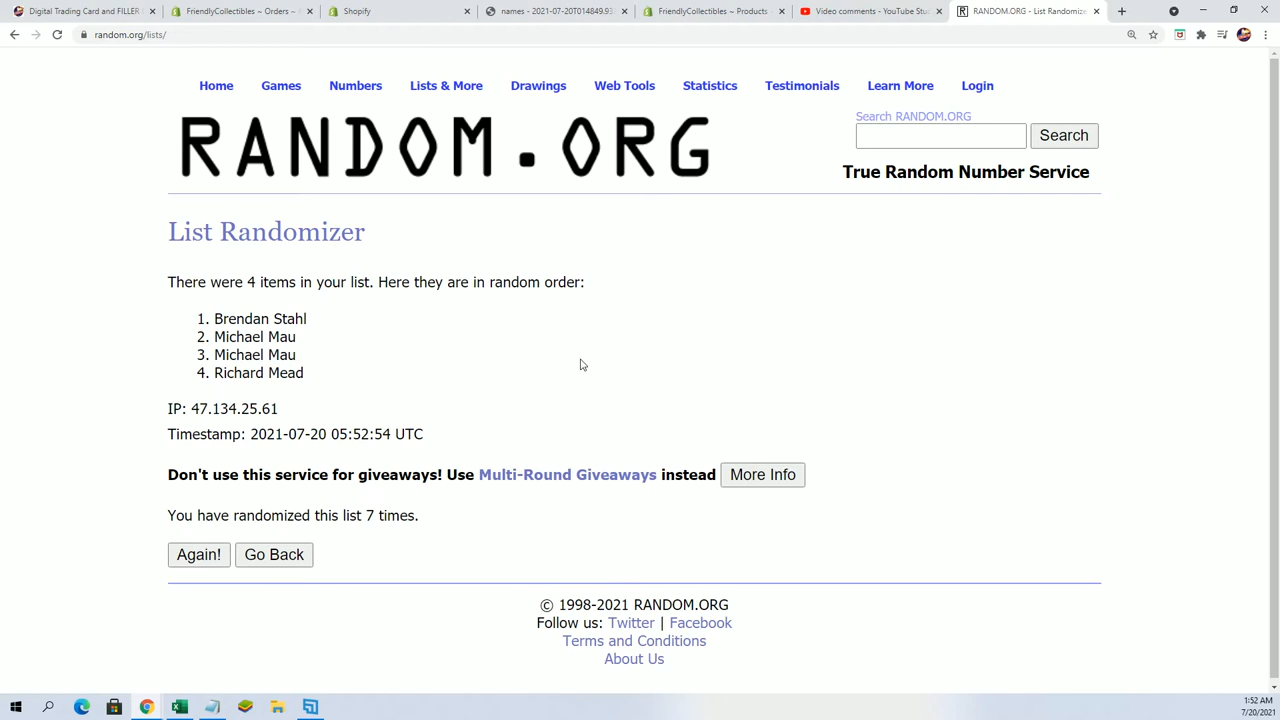 Digital Trading Card and FILLER
FriendlyCollectibles ~ Orders ~
Shopify
names - 2021-07-20T014849.93
FriendlyCollectibles ~ Products
Video comments - YouTube Stu
RANDOM.ORG - List Randomize
random.org/lists/
Home Games Numbers Lists & More Drawings Web Tools Statistics Testimonials Learn More Login
RANDOM.ORG
Search RANDOM.ORG
Search
True Random Number Service
List Randomizer
There were 4 items in your list. Here they are in random order:
1. Brendan Stahl
2. Michael Mau
3. Michael Mau
4. Richard Mead
IP: 47.134.25.61
Timestamp: 2021-07-20 05:52:54 UTC
Don't use this service for giveaways! Use Multi-Round Giveaways instead More Info
You have randomized this list 7 times.
Again! Go Back
© 1998-2021 RANDOM.ORG
Follow us: Twitter | Facebook
Terms and Conditions
About Us
1:52 AM
7/20/2021